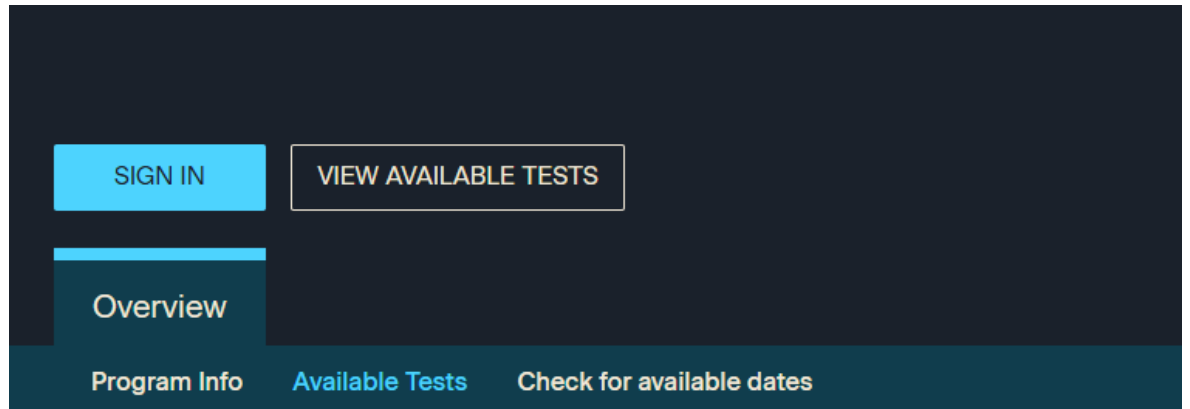 SIGN IN VIEW AVAILABLE TESTS
Overview
Program Info Available Tests Check for available dates